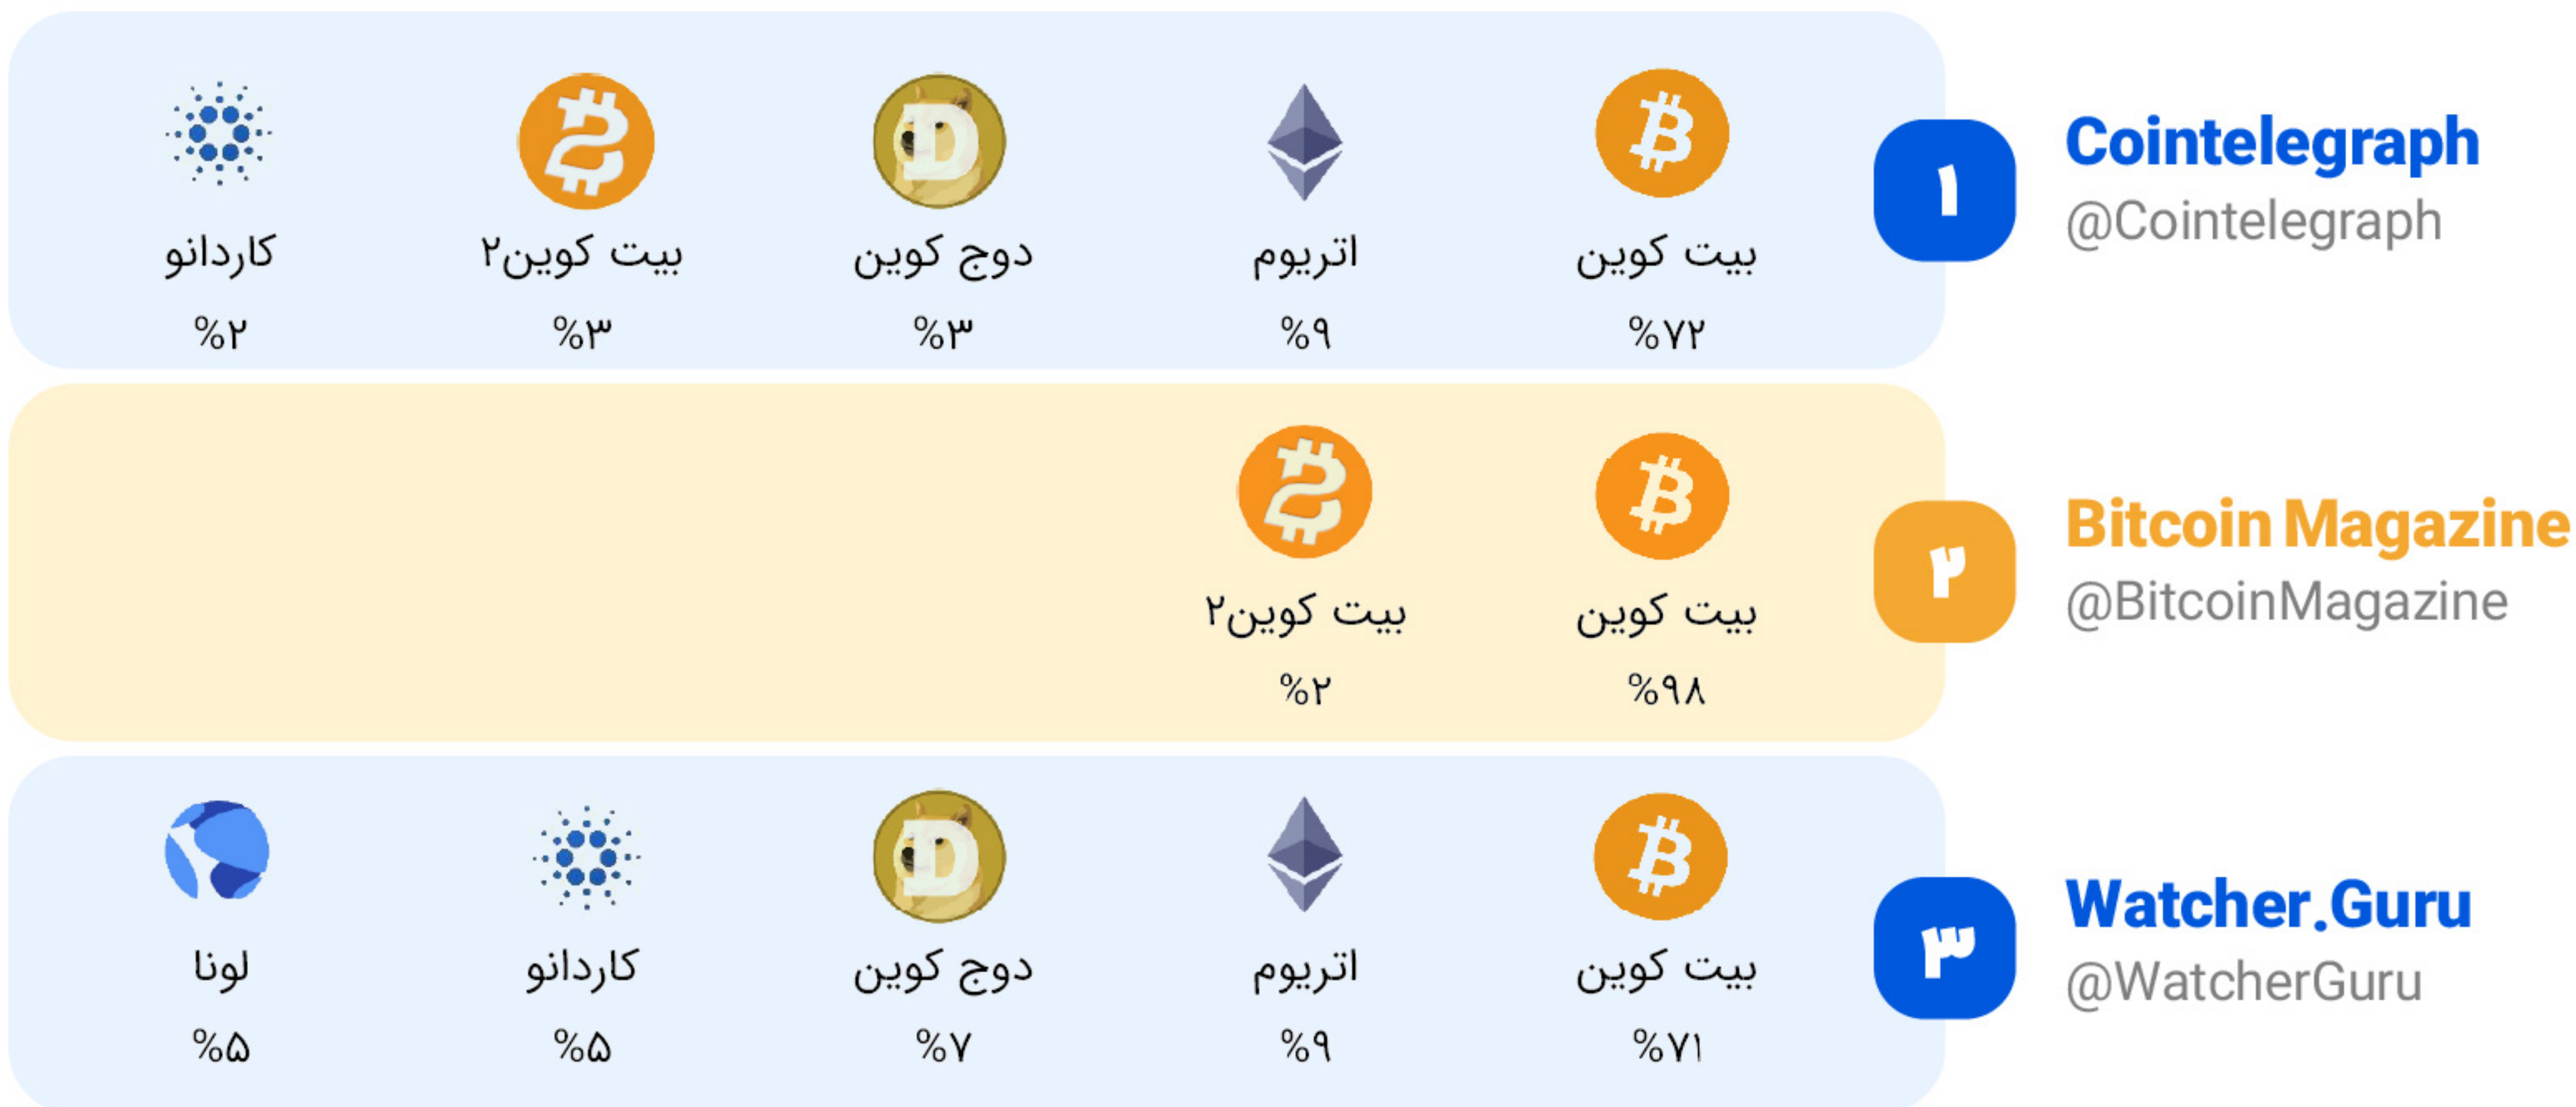 Cointelegraph
@Cointelegraph
۱
بیت کوین اتریوم دوج کوین بیت کوین۲ کاردانو
%۷۲ %۹ %۳ %۳ %۲
Bitcoin Magazine
@BitcoinMagazine
۲
بیت کوین بیت کوین۲
%۹۸ %۲
Watcher.Guru
@WatcherGuru
۳
بیت کوین اتریوم دوج کوین کاردانو لونا
%۷۱ %۹ %۷ %۵ %۵